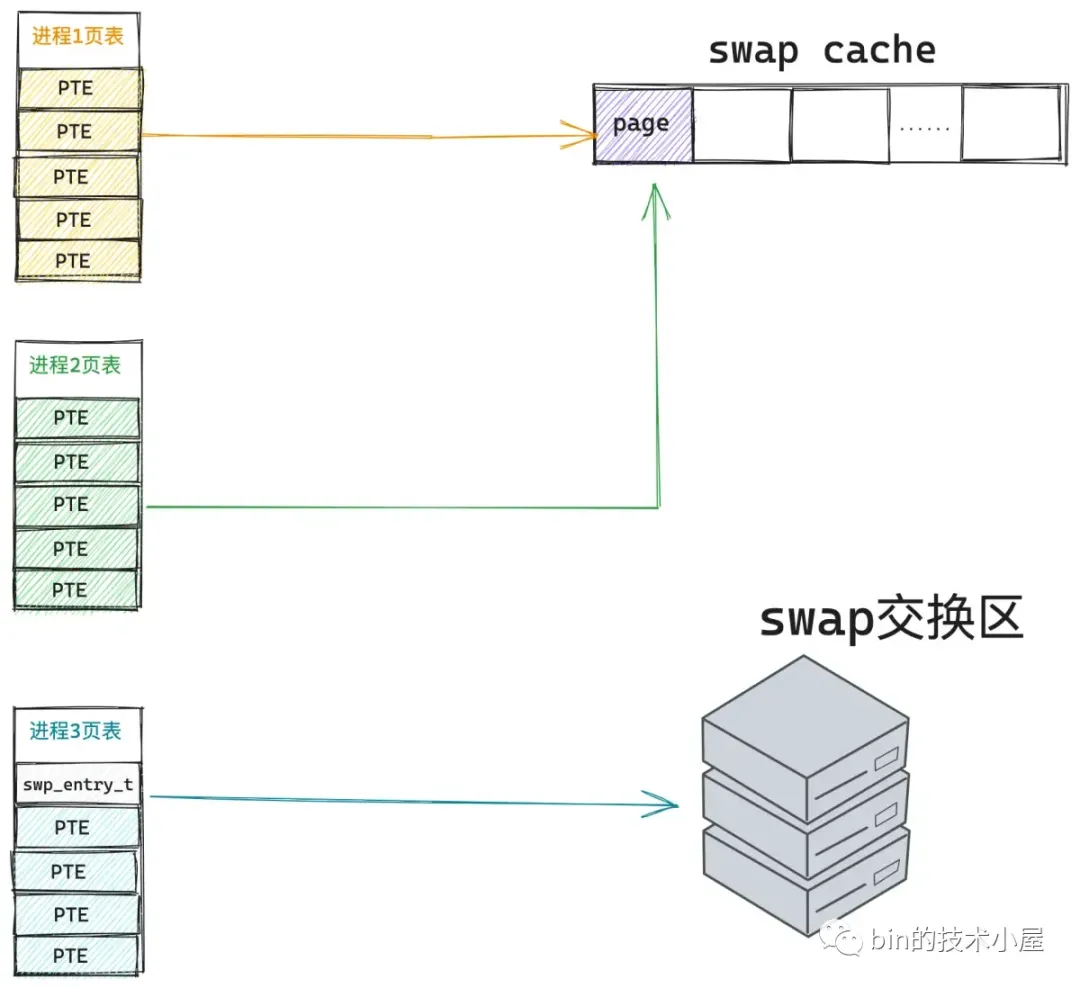 进程1页表
PTE
PTE
PTE
PTE
PTE
swap cache
page
......
进程2页表
PTE
PTE
PTE
PTE
PTE
进程3页表
swp_entry_t
PTE
PTE
PTE
PTE
swap交换区
bin的技术小屋